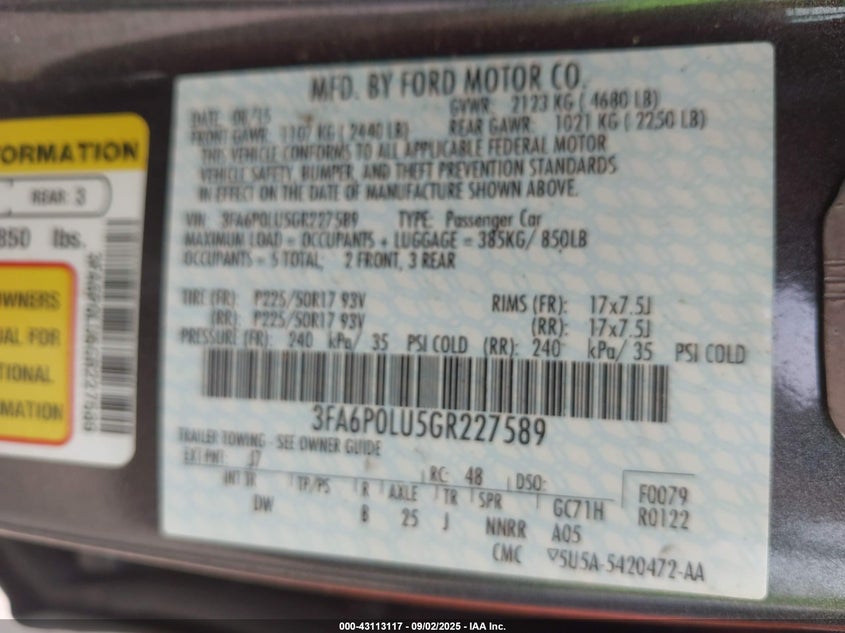 FORMATION
REAR: 3
850 lbs.
OWNERS
UAL FOR
TIONAL
RMATION
3FA6P0LU5GR227589
MFD. BY FORD MOTOR CO.
DATE: 08/15 GVWR: 2123 KG ( 4680 LB)
FRONT GAWR: 1107 KG ( 2440 LB) REAR GAWR: 1021 KG ( 2250 LB)
THIS VEHICLE CONFORMS TO ALL APPLICABLE FEDERAL MOTOR
VEHICLE SAFETY, BUMPER, AND THEFT PREVENTION STANDARDS
IN EFFECT ON THE DATE OF MANUFACTURE SHOWN ABOVE.
VIN: 3FA6P0LU5GR227589 TYPE: Passenger Car
MAXIMUM LOAD = OCCUPANTS + LUGGAGE = 385KG/ 850LB
OCCUPANTS = 5 TOTAL, 2 FRONT, 3 REAR
TIRE (FR): P225/50R17 93V RIMS (FR): 17x7.5J
(RR): P225/50R17 93V (RR): 17x7.5J
PRESSURE (FR): 240 kPa/ 35 PSI COLD (RR): 240 kPa/ 35 PSI COLD
3FA6P0LU5GR227589
TRAILER TOWING - SEE OWNER GUIDE
EXT PNT: J7 RC: 48 DSO: F0079
INT TR TP/PS R AXLE TR SPR GC71H R0122
DW B 25 J NNRR A05
CMC ▽5U5A-5420472-AA
000-43113117 - 09/02/2025 - IAA Inc.